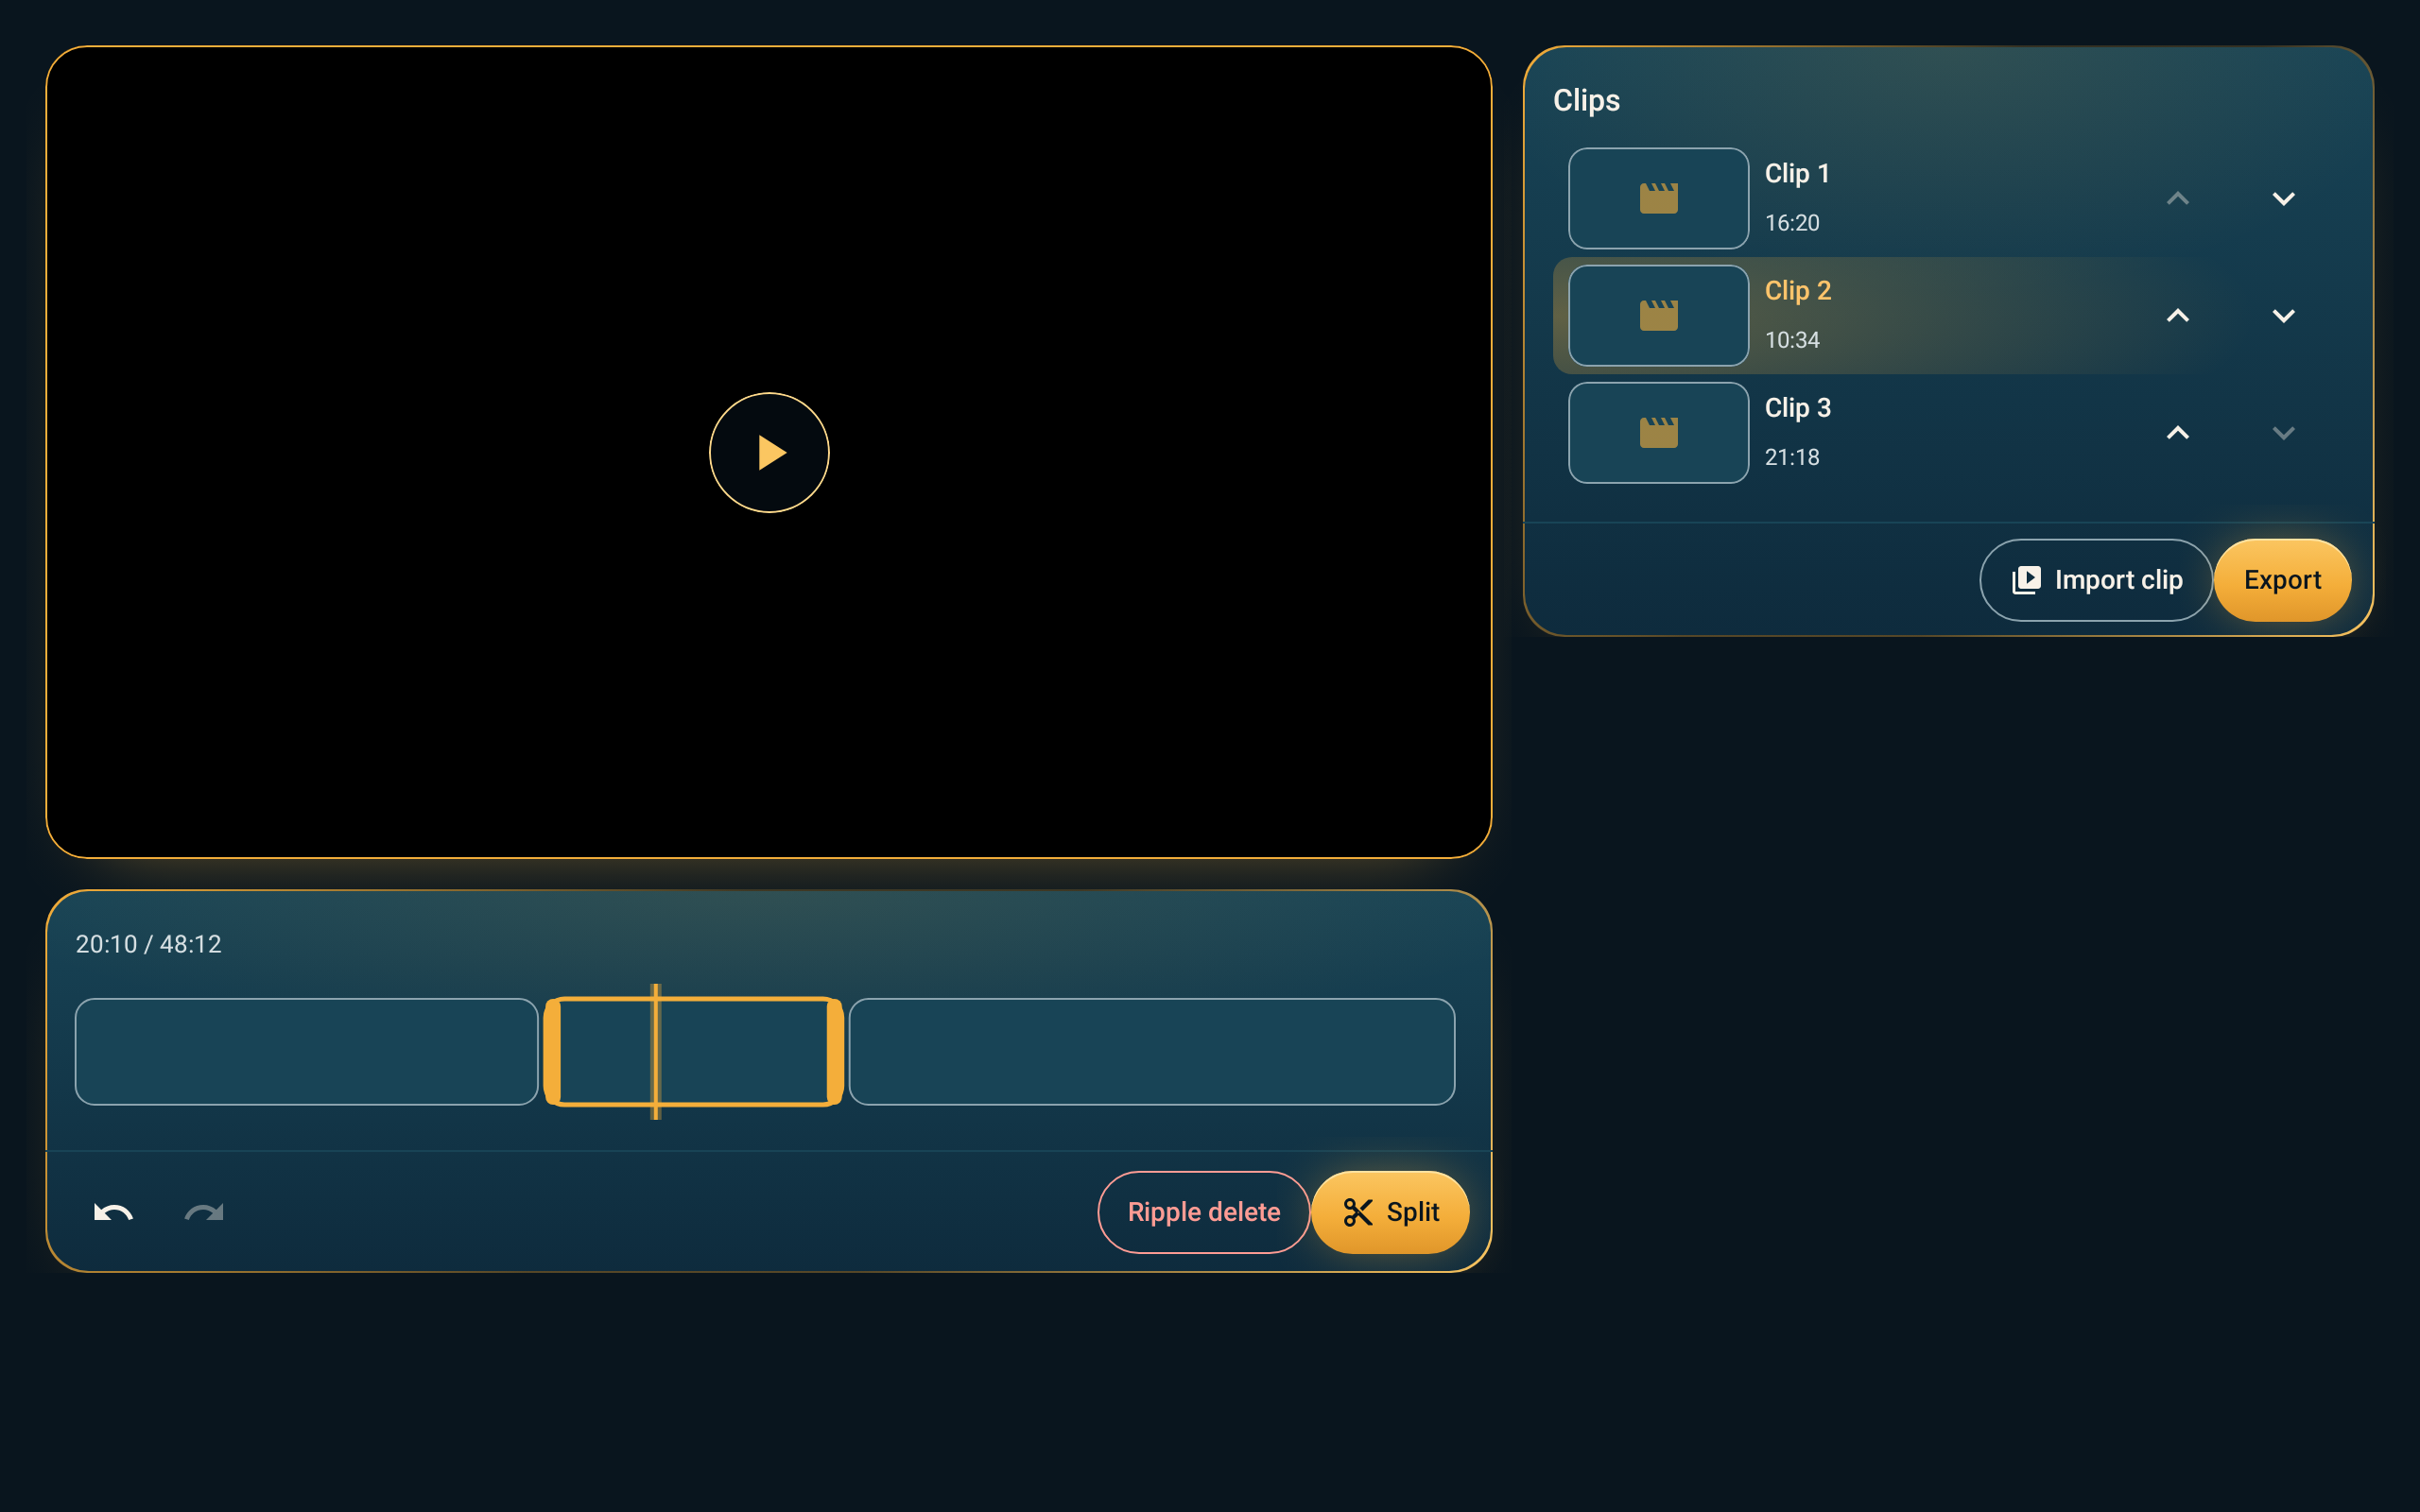 Clips
Clip 1
16:20
Clip 2
10:34
Clip 3
21:18
Import clip
Export
20:10 / 48:12
Ripple delete
Split